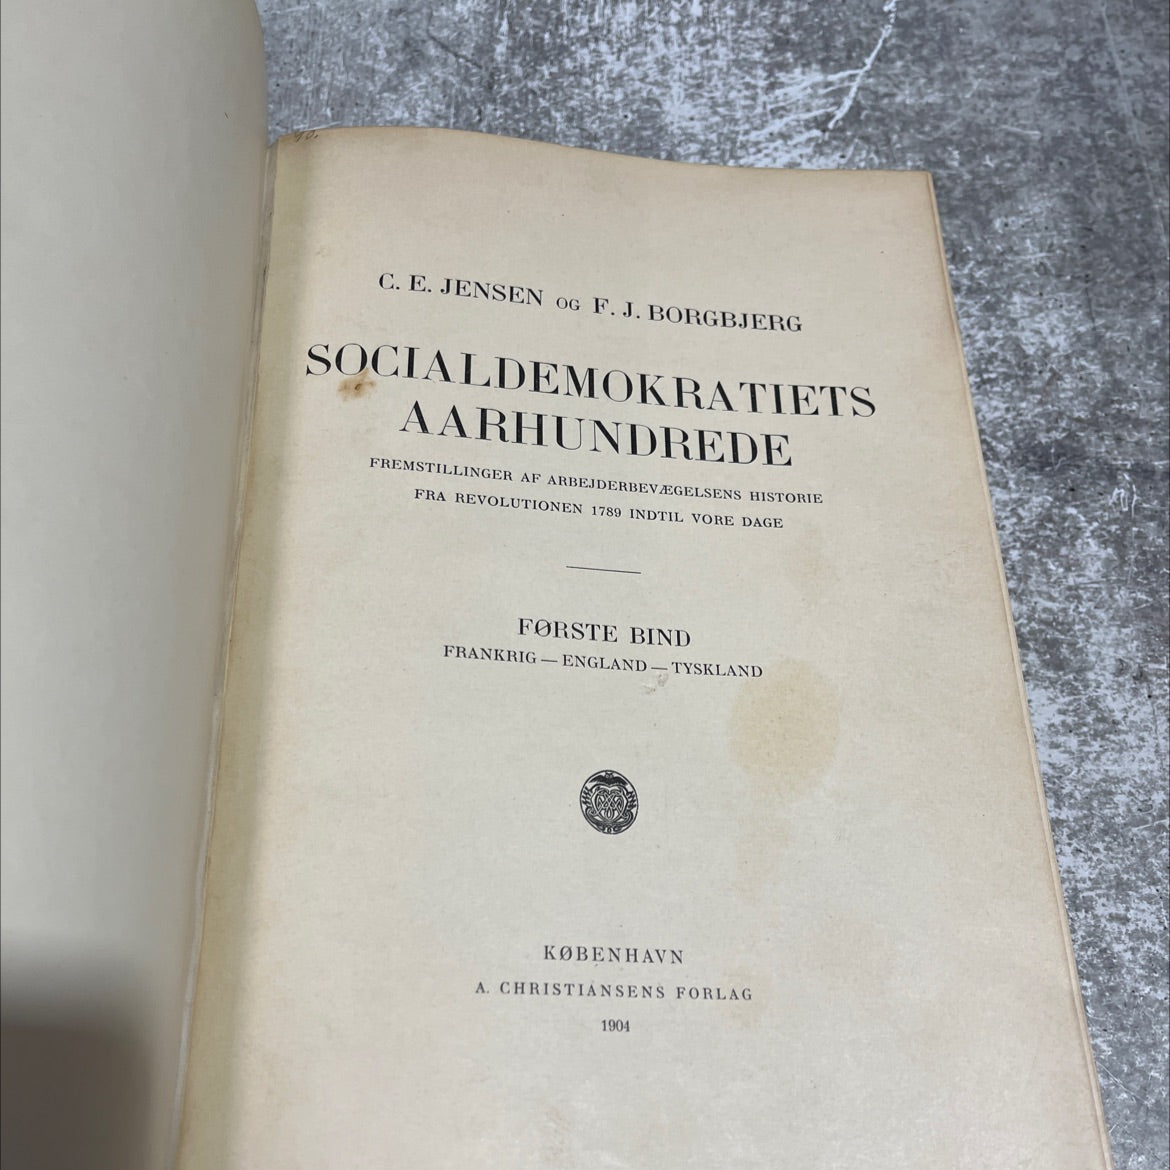 C. E. JENSEN OG F. J. BORGBJERG
SOCIALDEMOKRATIETS
AARHUNDREDE
FREMSTILLINGER AF ARBEJDERBEVÆGELSENS HISTORIE
FRA REVOLUTIONEN 1789 INDTIL VORE DAGE
FØRSTE BIND
FRANKRIG — ENGLAND — TYSKLAND
KØBENHAVN
A. CHRISTIANSENS FORLAG
1904